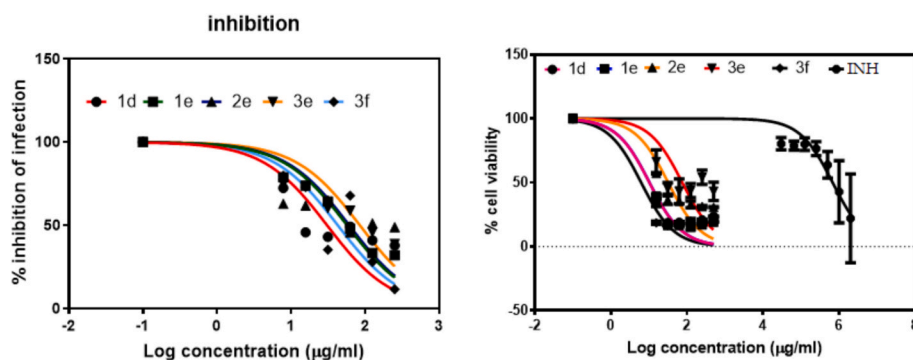 inhibition
150
1d 1e 2e 3e 3f
100
50
0
-2 -1 0 1 2 3
% inhibition of infection
Log concentration (µg/ml)
150
1d 1e 2e 3e 3f INH
100
50
0
-50
-2 0 2 4 6 8
% cell viability
Log concentration (µg/ml)